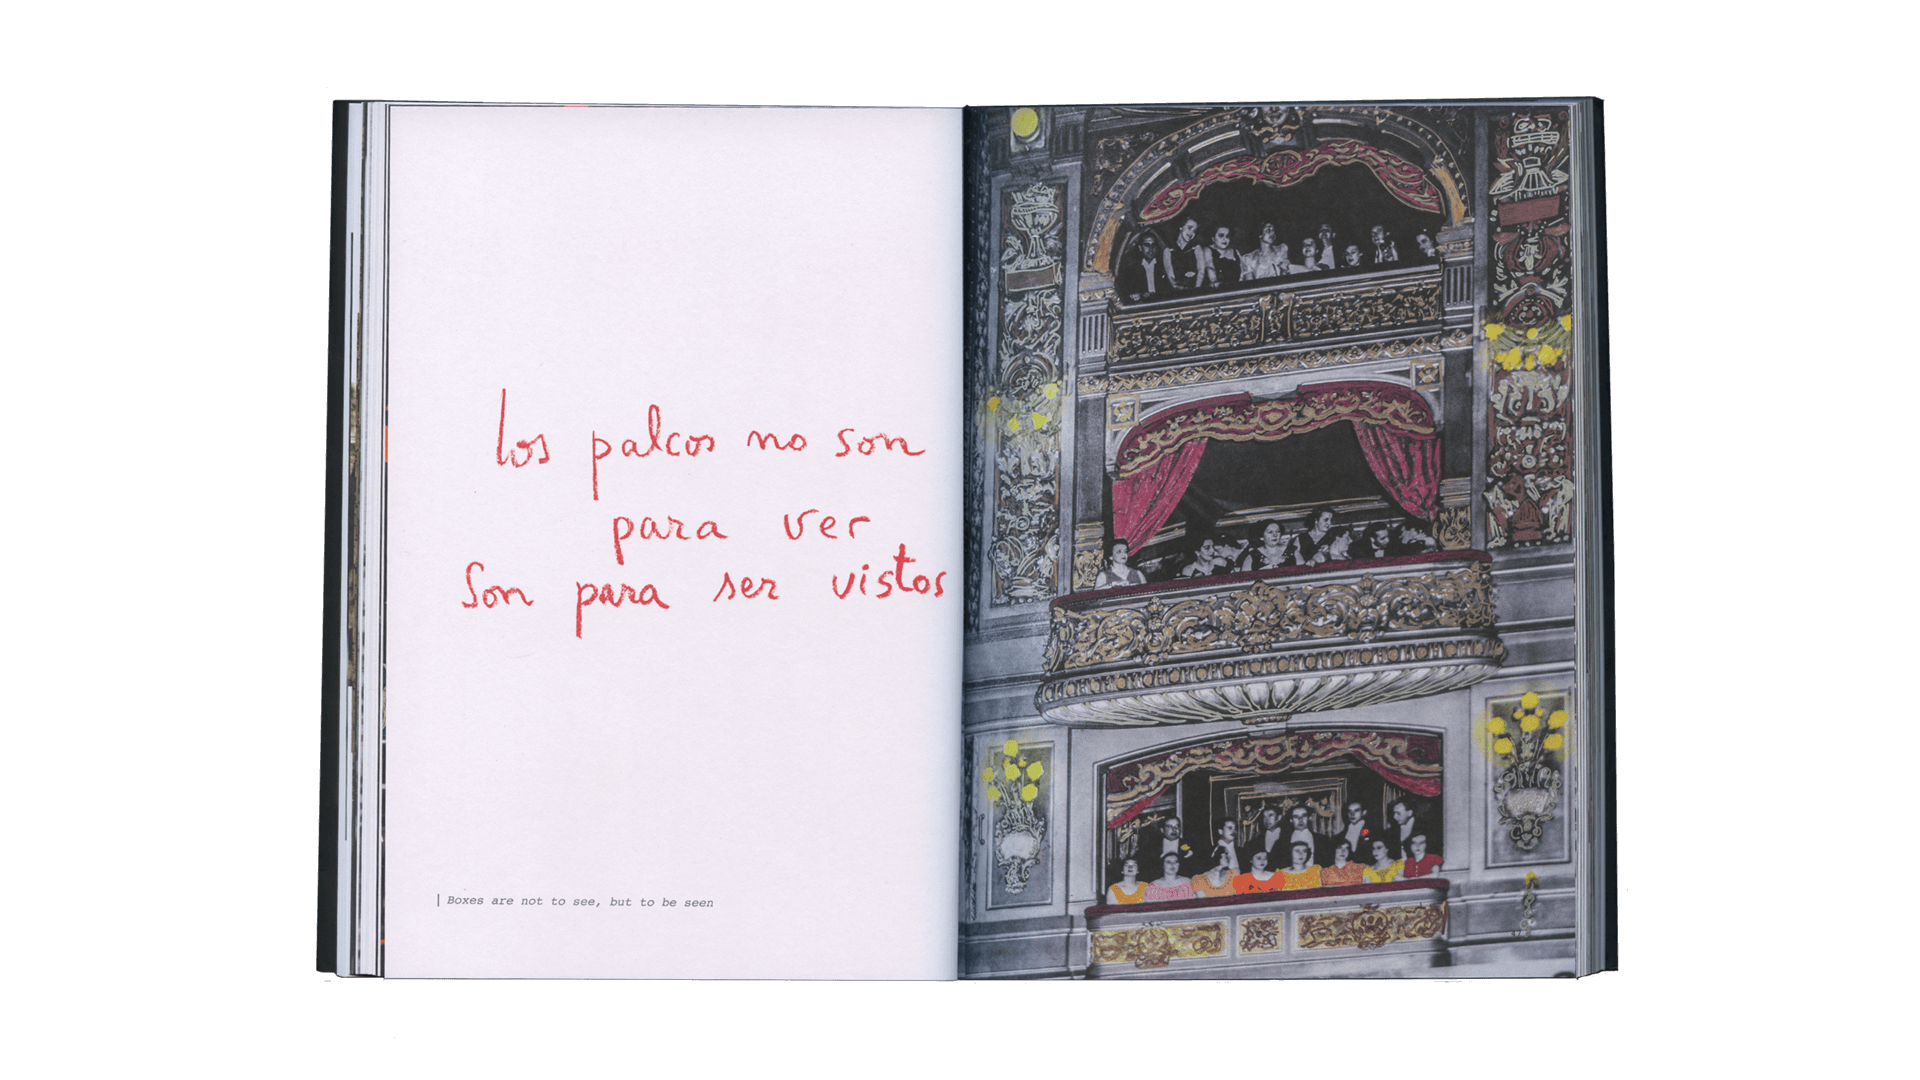 los palcos no son
para ver
Son para ser vistos
Boxes are not to see, but to be seen